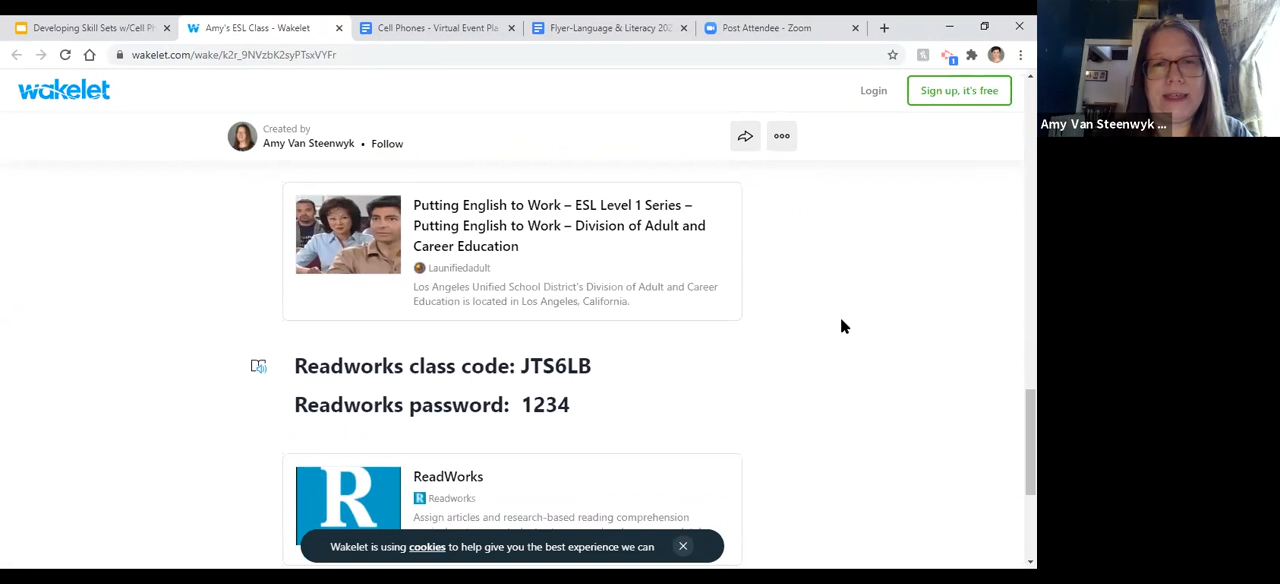 Developing Skill Sets w/Cell Ph
Amy's ESL Class - Wakelet
Cell Phones - Virtual Event Pla
Flyer-Language & Literacy 202
Post Attendee - Zoom
wakelet.com/wake/k2r_9NVzbK2syPTsxVYFr
1
wakelet
Login
Sign up, it's free
Created by
Amy Van Steenwyk • Follow
Amy Van Steenwyk ...
Putting English to Work – ESL Level 1 Series –
Putting English to Work – Division of Adult and
Career Education
Launifiedadult
Los Angeles Unified School District's Division of Adult and Career
Education is located in Los Angeles, California.
Readworks class code: JTS6LB
Readworks password: 1234
R
ReadWorks
R Readworks
Assign articles and research-based reading comprehension
Wakelet is using cookies to help give you the best experience we can